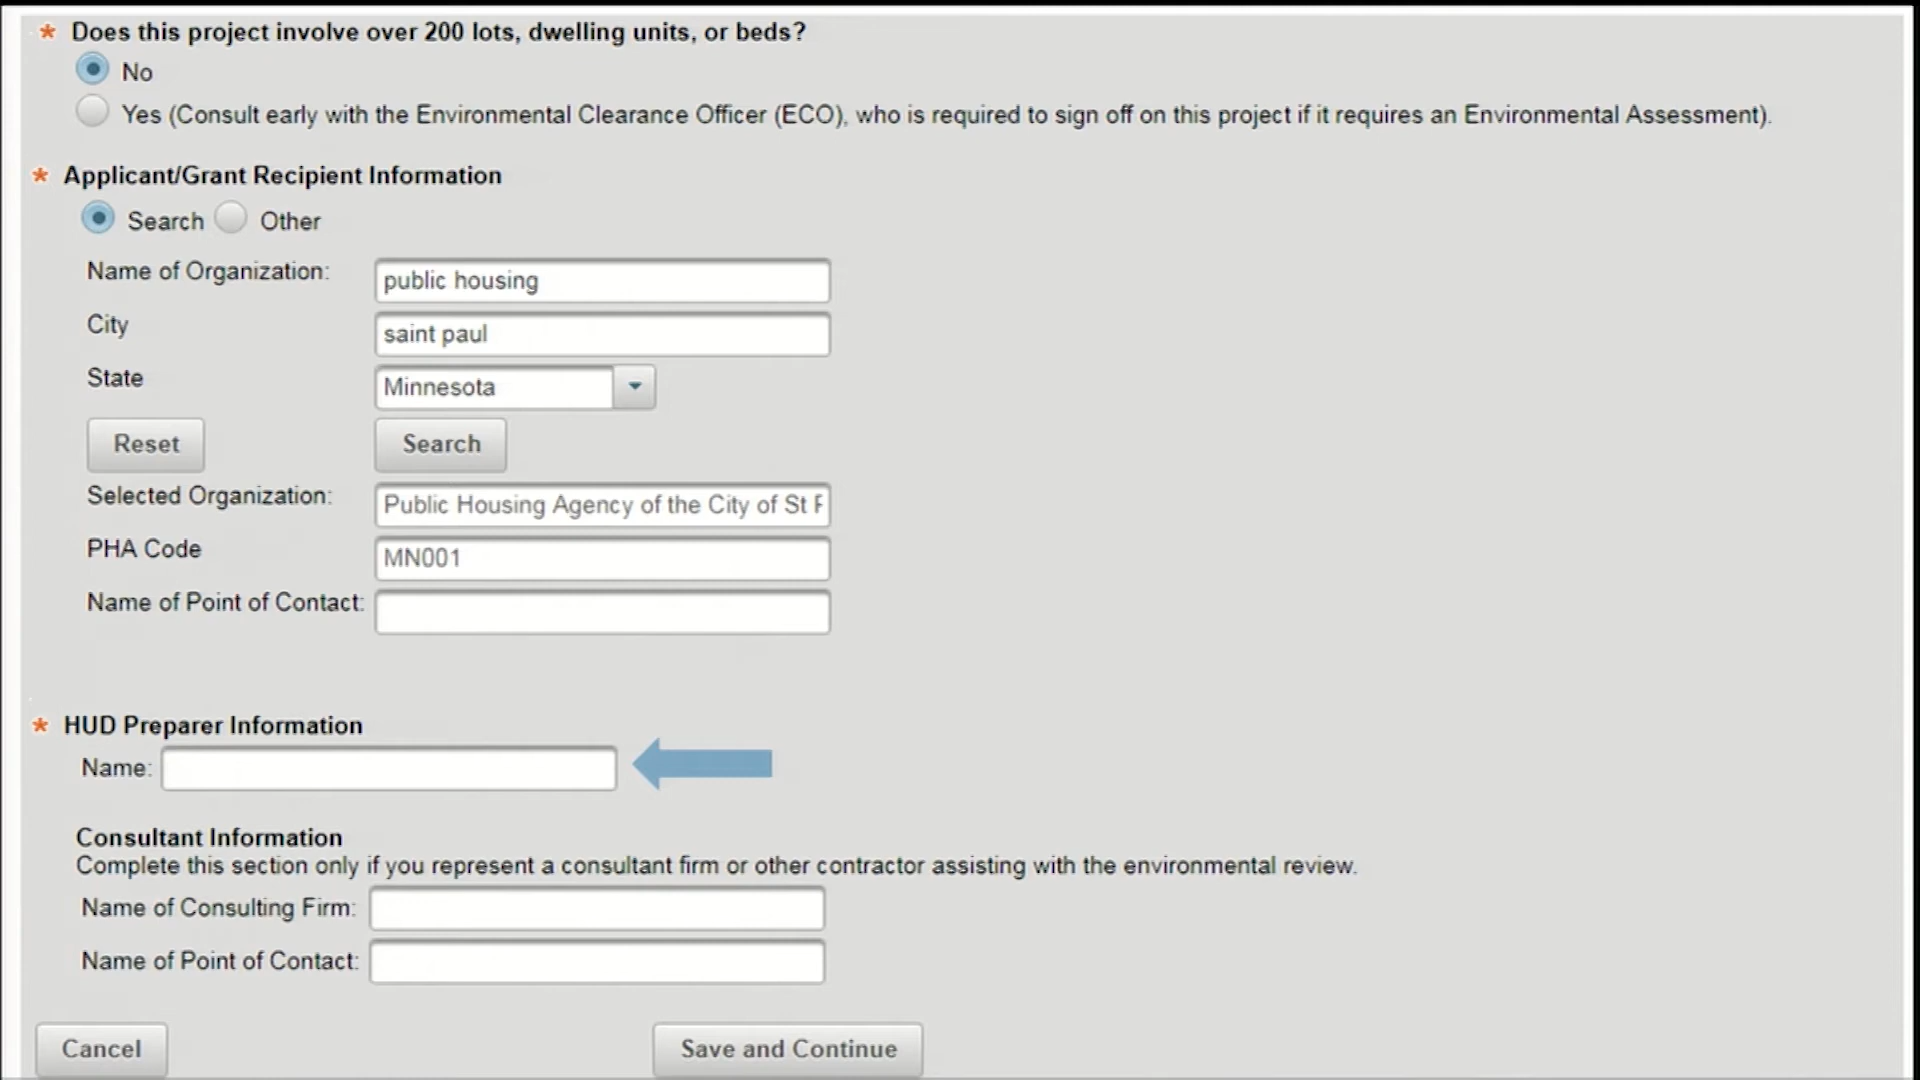 * Does this project involve over 200 lots, dwelling units, or beds?
No
Yes (Consult early with the Environmental Clearance Officer (ECO), who is required to sign off on this project if it requires an Environmental Assessment).
* Applicant/Grant Recipient Information
Search Other
Name of Organization: public housing
City saint paul
State Minnesota
Reset Search
Selected Organization: Public Housing Agency of the City of St
PHA Code MN001
Name of Point of Contact:
* HUD Preparer Information
Name:
Consultant Information
Complete this section only if you represent a consultant firm or other contractor assisting with the environmental review.
Name of Consulting Firm:
Name of Point of Contact:
Cancel Save and Continue